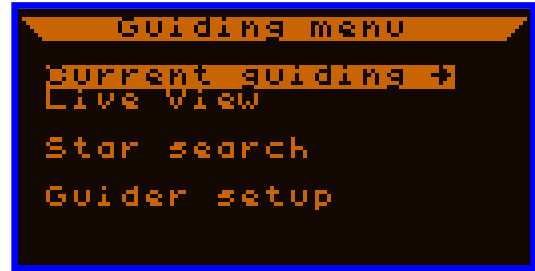 Guiding menu
Current guiding →
Live View
Star search
Guider setup